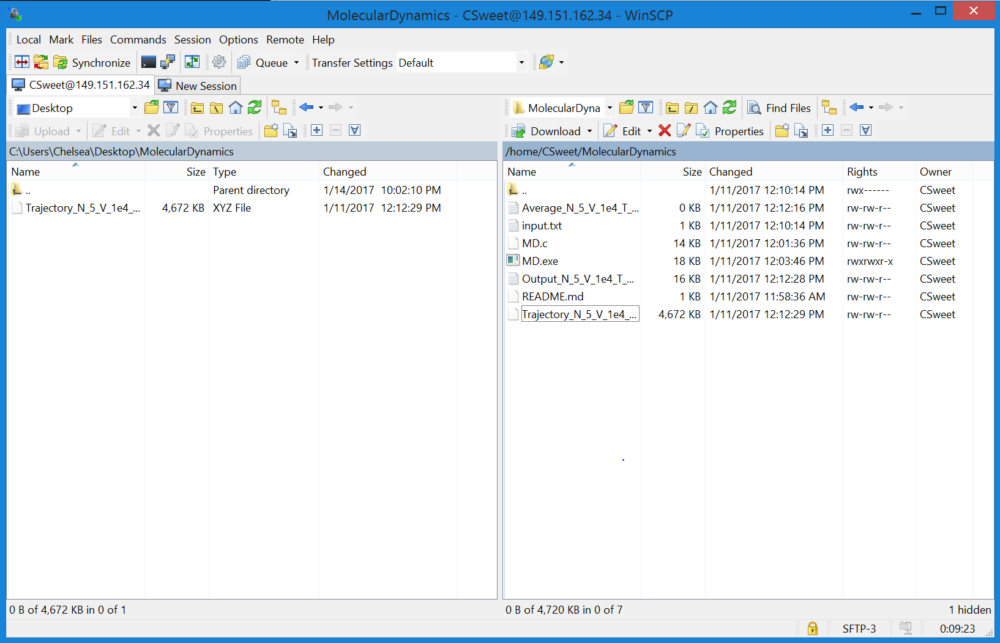 MolecularDynamics - CSweet@149.151.162.34 - WinSCP
Local Mark Files Commands Session Options Remote Help
Synchronize Queue Transfer Settings Default
CSweet@149.151.162.34 New Session
Desktop MolecularDyna Find Files
Upload Edit Properties Download Edit Properties
C:\Users\Chelsea\Desktop\MolecularDynamics
Name Size Type Changed
.. Parent directory 1/14/2017 10:02:10 PM
Trajectory_N_5_V_1e4_... 4,672 KB XYZ File 1/11/2017 12:12:29 PM
0 B of 4,672 KB in 0 of 1
/home/CSweet/MolecularDynamics
Name Size Changed Rights Owner
.. 1/11/2017 12:10:14 PM rwx------ CSweet
Average_N_5_V_1e4_T_... 0 KB 1/11/2017 12:12:16 PM rw-rw-r-- CSweet
input.txt 1 KB 1/11/2017 12:10:14 PM rw-rw-r-- CSweet
MD.c 14 KB 1/11/2017 12:01:36 PM rw-rw-r-- CSweet
MD.exe 18 KB 1/11/2017 12:03:46 PM rwxrwxr-x CSweet
Output_N_5_V_1e4_T_... 16 KB 1/11/2017 12:12:28 PM rw-rw-r-- CSweet
README.md 1 KB 1/11/2017 11:58:36 AM rw-rw-r-- CSweet
Trajectory_N_5_V_1e4_... 4,672 KB 1/11/2017 12:12:29 PM rw-rw-r-- CSweet
0 B of 4,720 KB in 0 of 7 1 hidden
SFTP-3 0:09:23